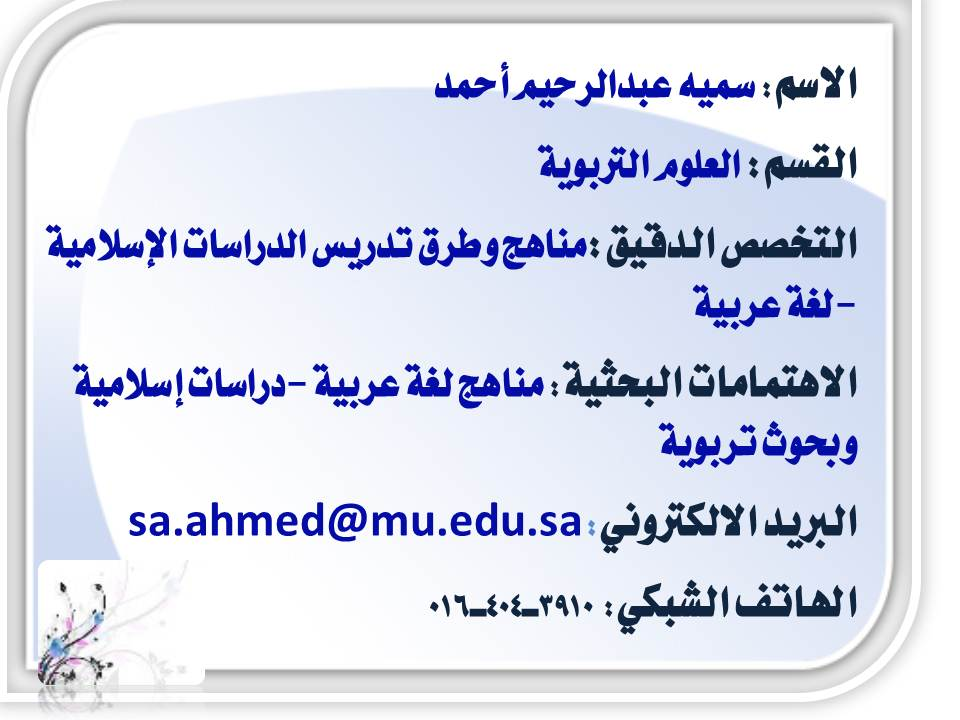 الاسم : سميه عبدالرحيم أحمد
القسم : العلوم التربوية
التخصص الدقيق :مناهج وطرق تدريس الدراسات الإسلامية
- لغة عربية
الاهتمامات البحثية : مناهج لغة عربية -دراسات إسلامية
وبحوث تربوية
البريد الالكتروني : sa.ahmed@mu.edu.sa
الهاتف الشبكي : ٣٩١٠-٤٠٤-٠١٦